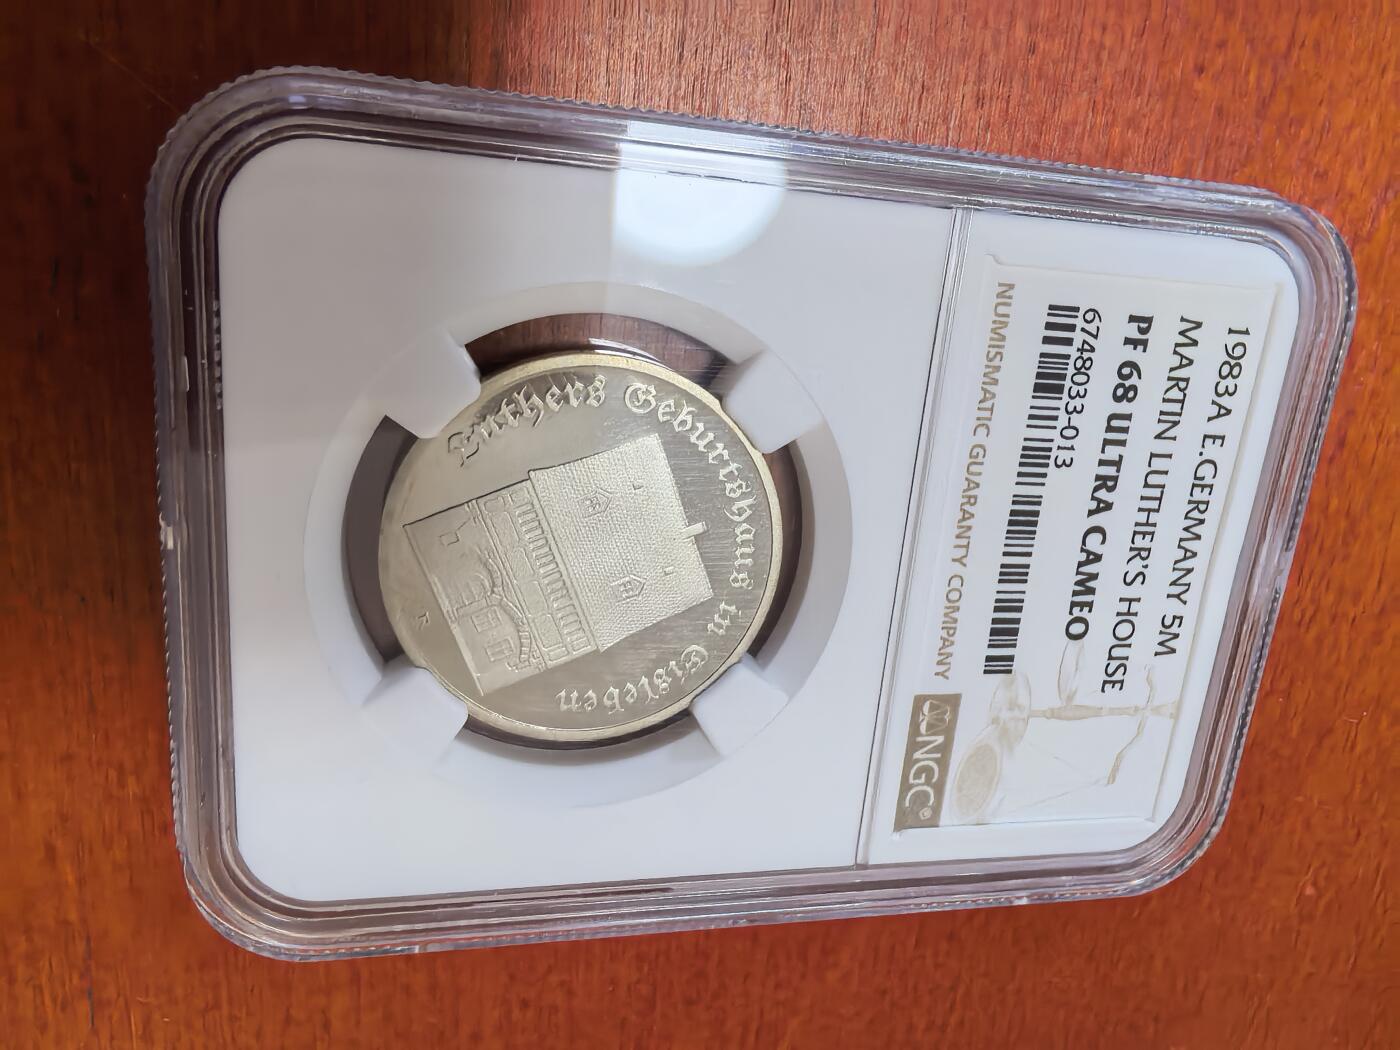 1983A E.GERMANY 5M
MARTIN LUTHER'S HOUSE
PF 68 ULTRA CAMEO
6748033-013
NUMISMATIC GUARANTY COMPANY
NGC®
Luthers Geburtshaus in Eisleben
R